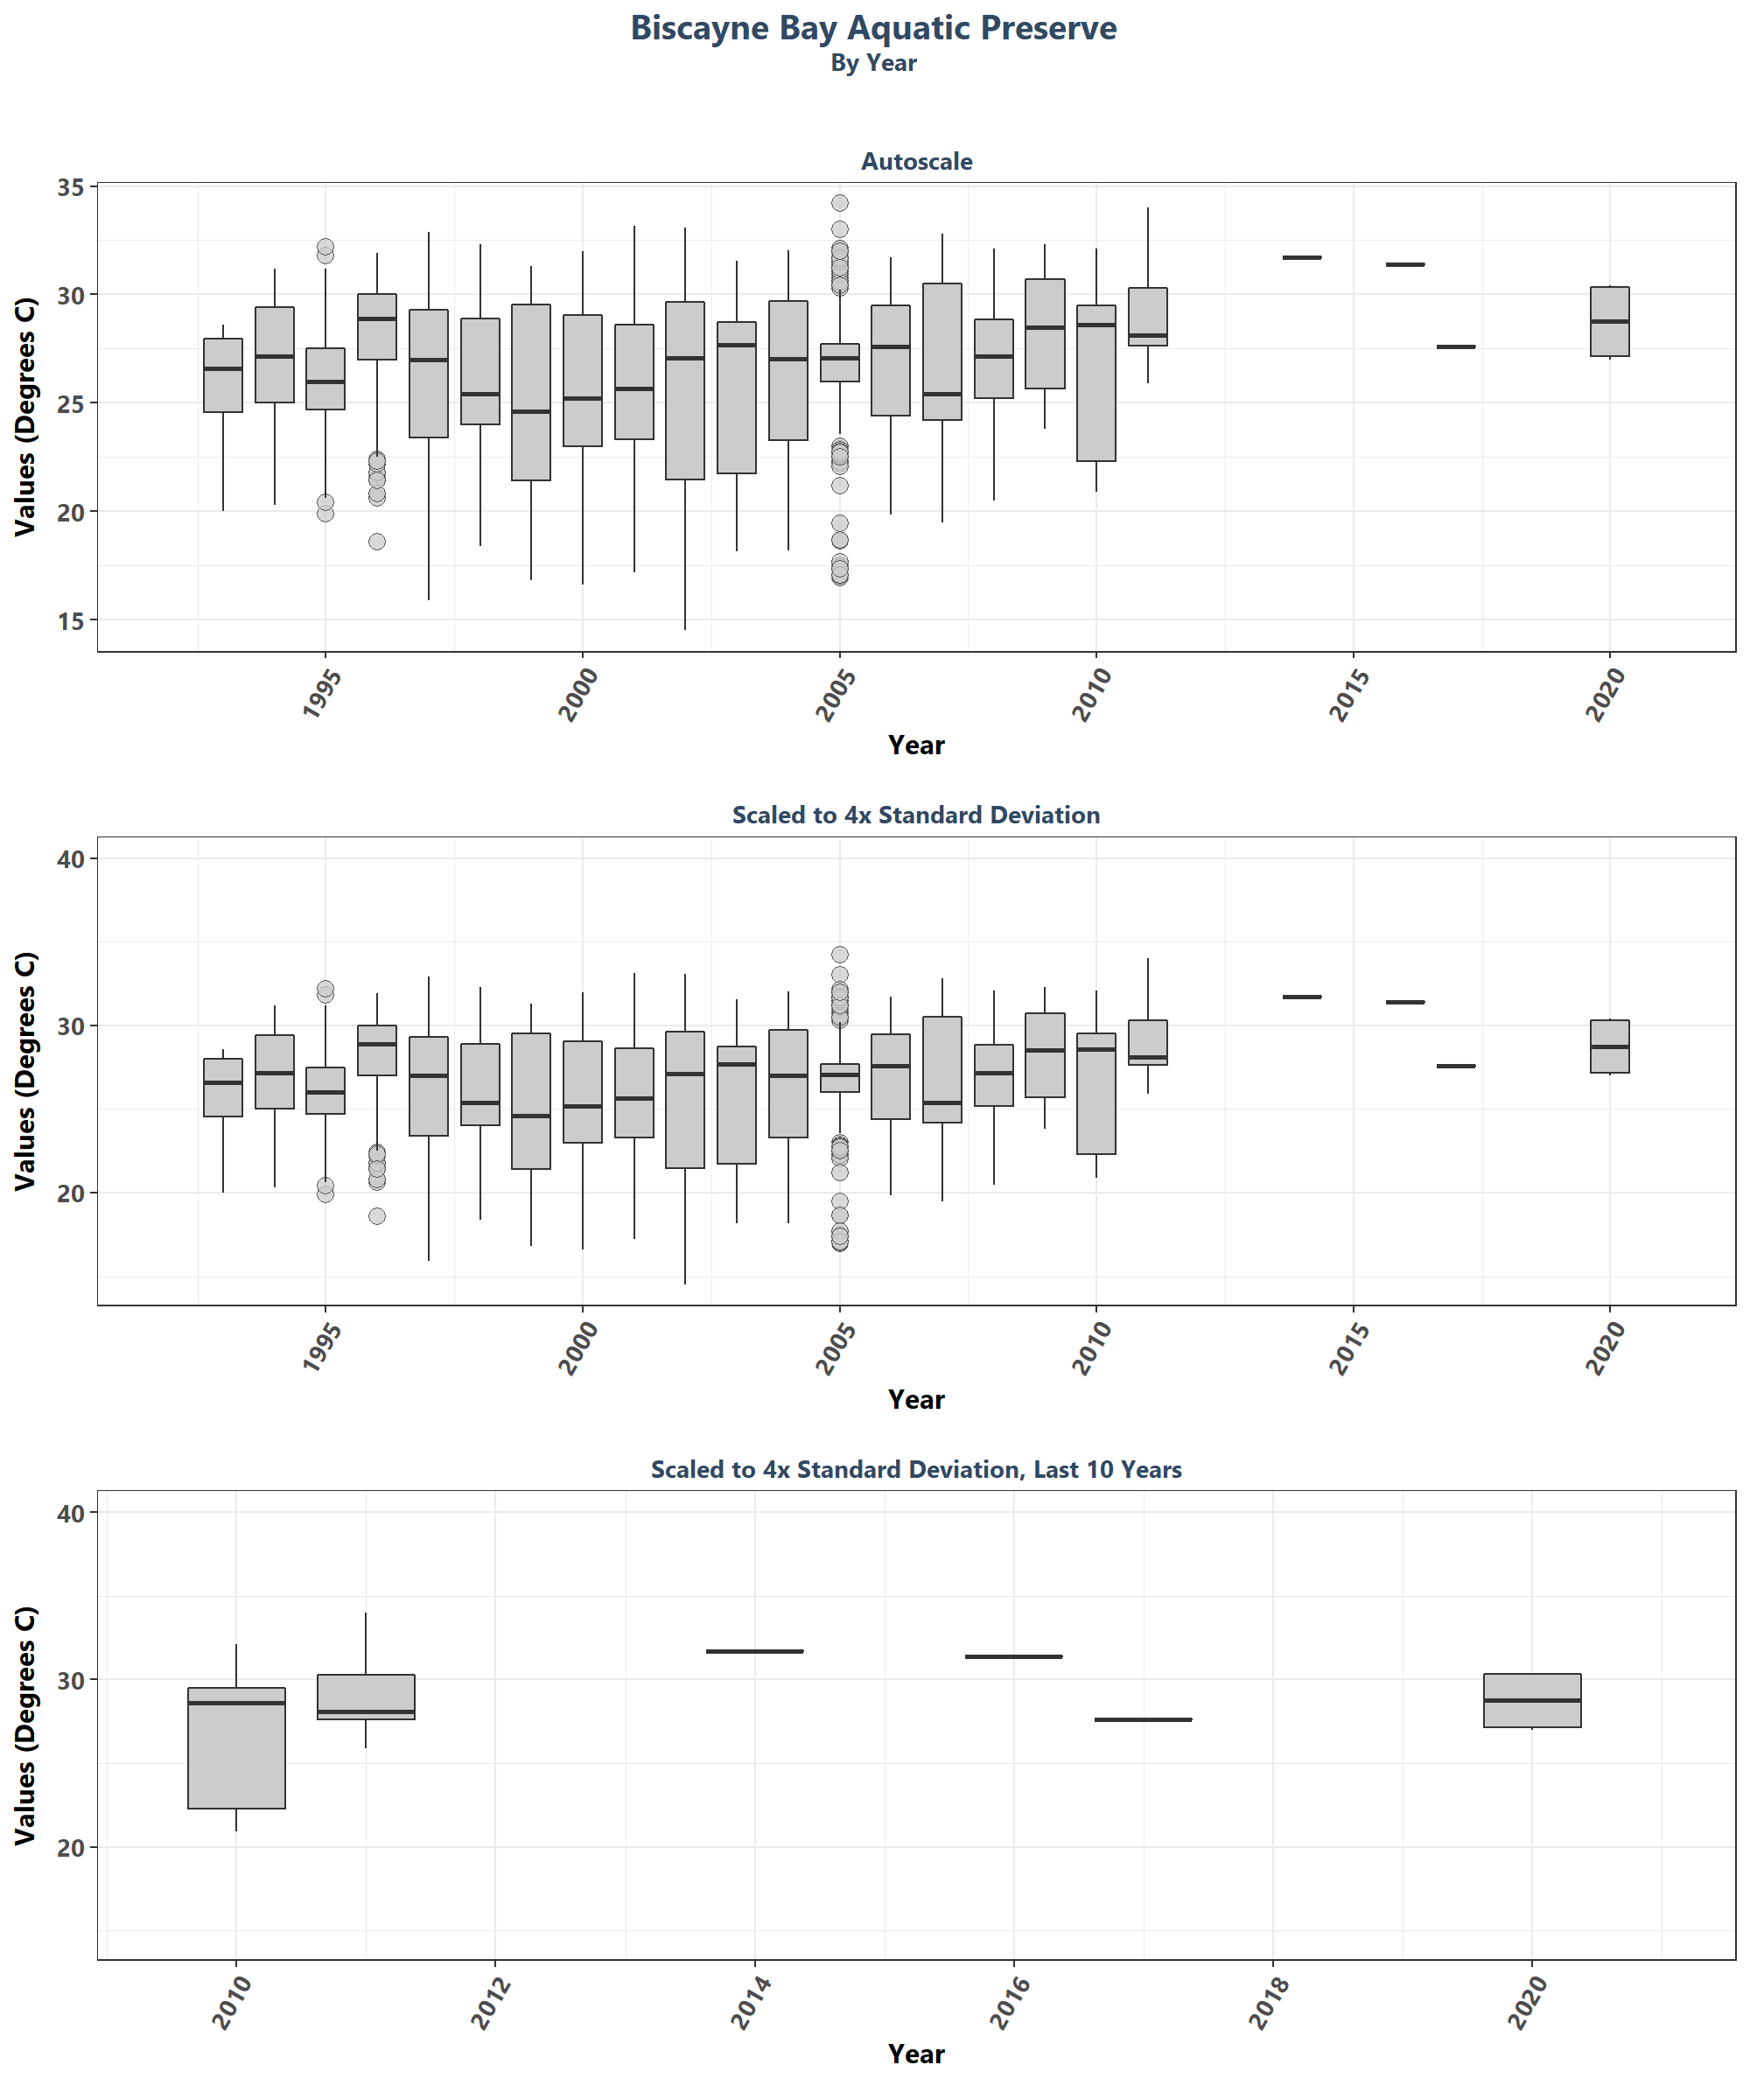 Biscayne Bay Aquatic Preserve
By Year
Autoscale
Values (Degrees C)
35
30
25
20
15
1995 2000 2005 2010 2015 2020
Year
Scaled to 4x Standard Deviation
Values (Degrees C)
40
30
20
1995 2000 2005 2010 2015 2020
Year
Scaled to 4x Standard Deviation, Last 10 Years
Values (Degrees C)
40
30
20
2010 2012 2014 2016 2018 2020
Year